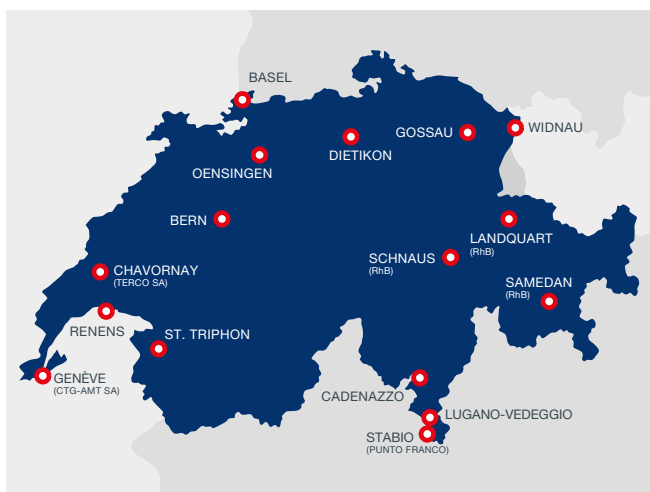 BASEL
GOSSAU
WIDNAU
DIETIKON
OENSINGEN
BERN
LANDQUART
(RhB)
SCHNAUS
(RhB)
CHAVORNAY
(TERCO SA)
SAMEDAN
(RhB)
RENENS
ST. TRIPHON
GENÈVE
(CTG-AMT SA)
CADENAZZO
LUGANO-VEDEGGIO
STABIO
(PUNTO FRANCO)